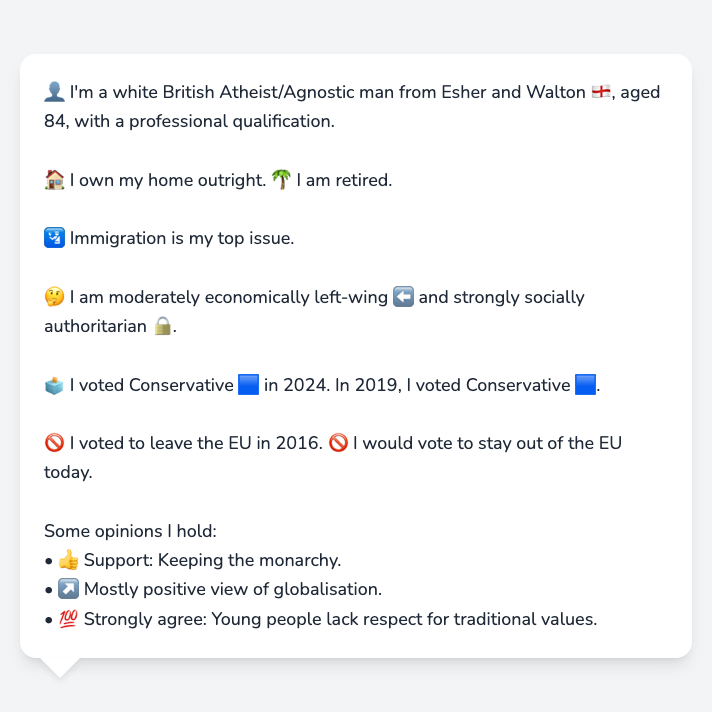 👤 I'm a white British Atheist/Agnostic man from Esher and Walton 🏴󠁧󠁢󠁥󠁮󠁧󠁿, aged
84, with a professional qualification.
🏠 I own my home outright. 🌴 I am retired.
🛂 Immigration is my top issue.
🤔 I am moderately economically left-wing ⬅️ and strongly socially
authoritarian 🔒.
🗳️ I voted Conservative 🟦 in 2024. In 2019, I voted Conservative 🟦.
🚫 I voted to leave the EU in 2016. 🚫 I would vote to stay out of the EU
today.
Some opinions I hold:
• 👍 Support: Keeping the monarchy.
• ↗️ Mostly positive view of globalisation.
• 💯 Strongly agree: Young people lack respect for traditional values.